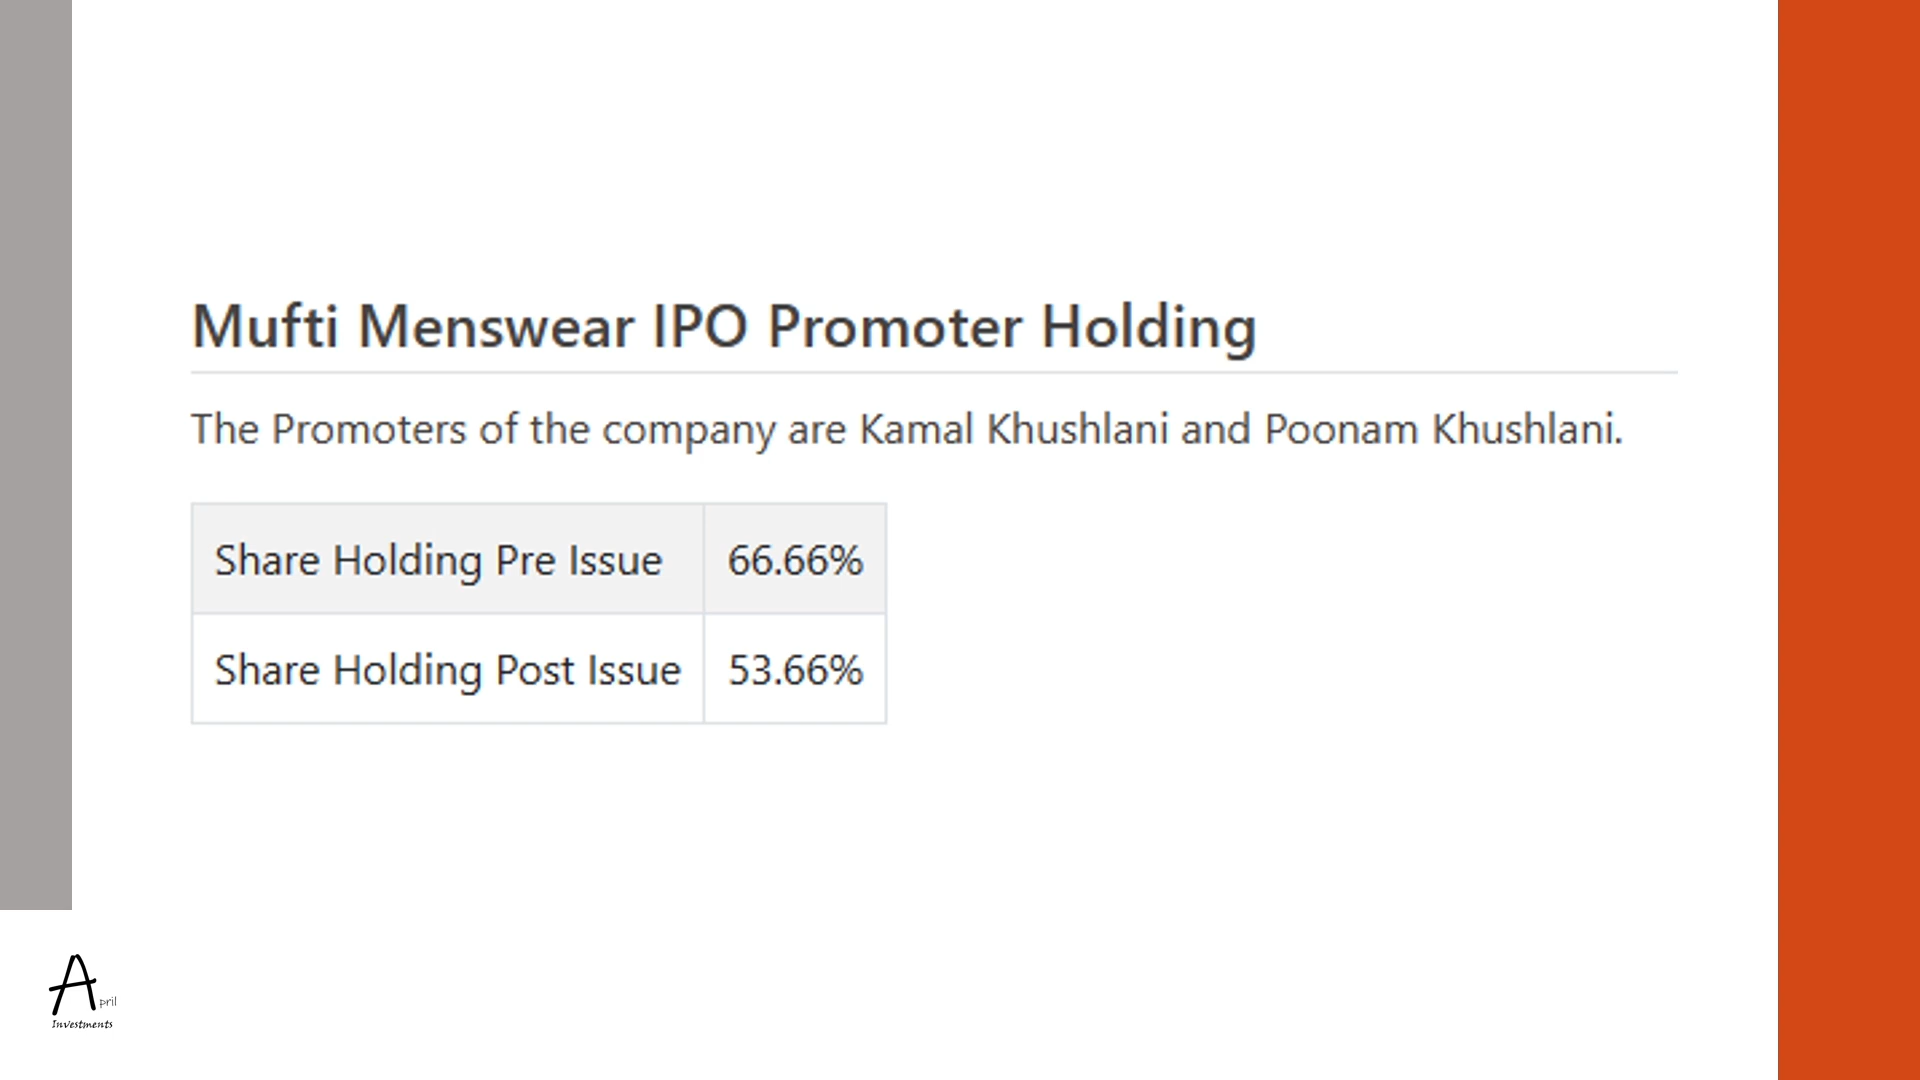 Mufti Menswear IPO Promoter Holding
The Promoters of the company are Kamal Khushlani and Poonam Khushlani.
Share Holding Pre Issue 66.66%
Share Holding Post Issue 53.66%
April
Investments